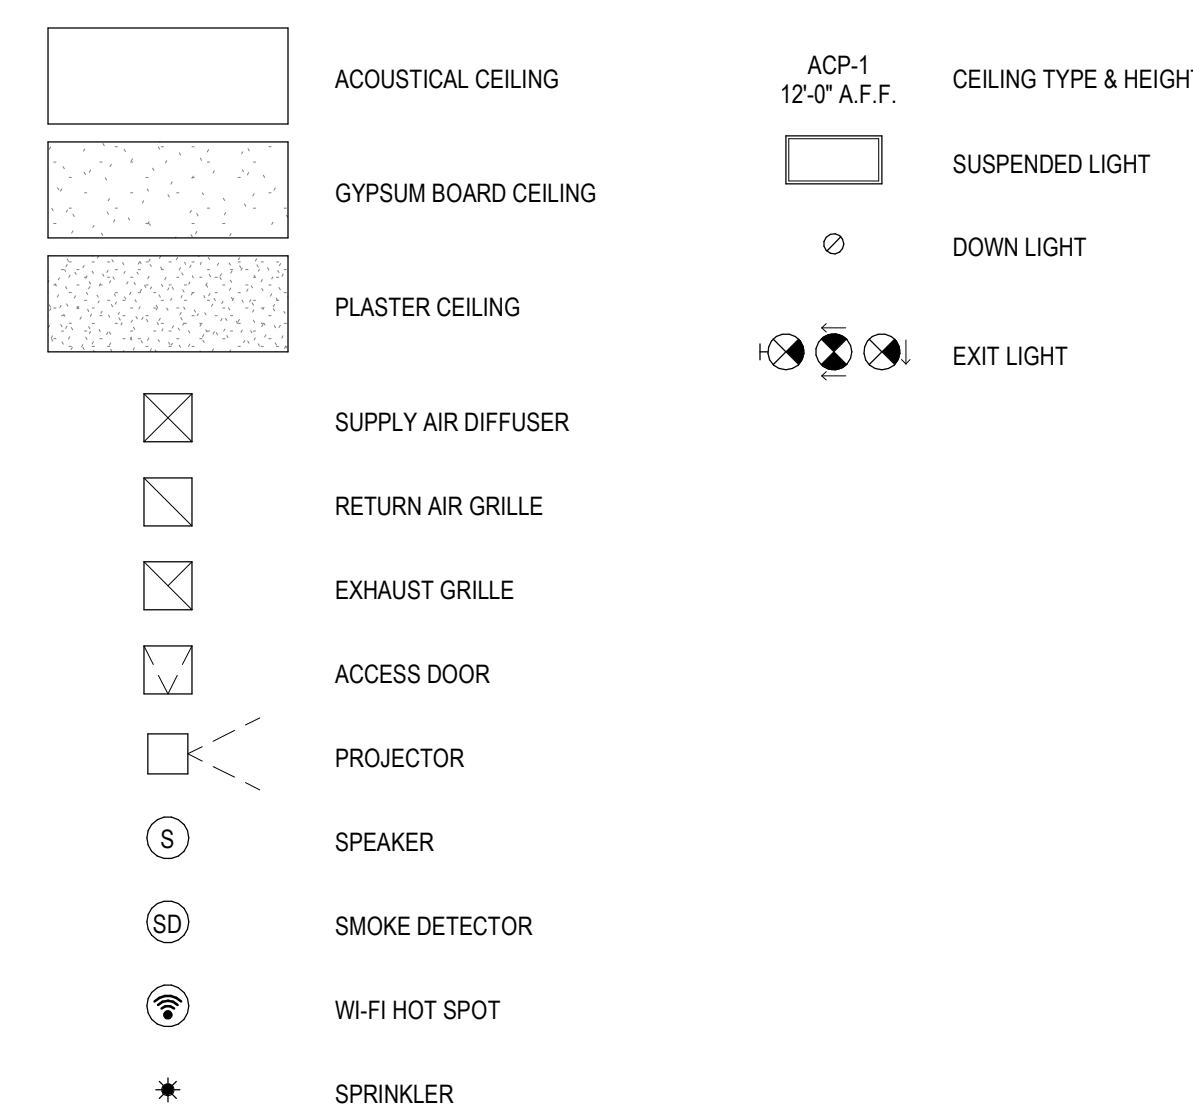 ACOUSTICAL CEILING
GYPSUM BOARD CEILING
PLASTER CEILING
SUPPLY AIR DIFFUSER
RETURN AIR GRILLE
EXHAUST GRILLE
ACCESS DOOR
PROJECTOR
S SPEAKER
SD SMOKE DETECTOR
WI-FI HOT SPOT
SPRINKLER
ACP-1
12'-0" A.F.F.
CEILING TYPE & HEIGHT
SUSPENDED LIGHT
DOWN LIGHT
EXIT LIGHT